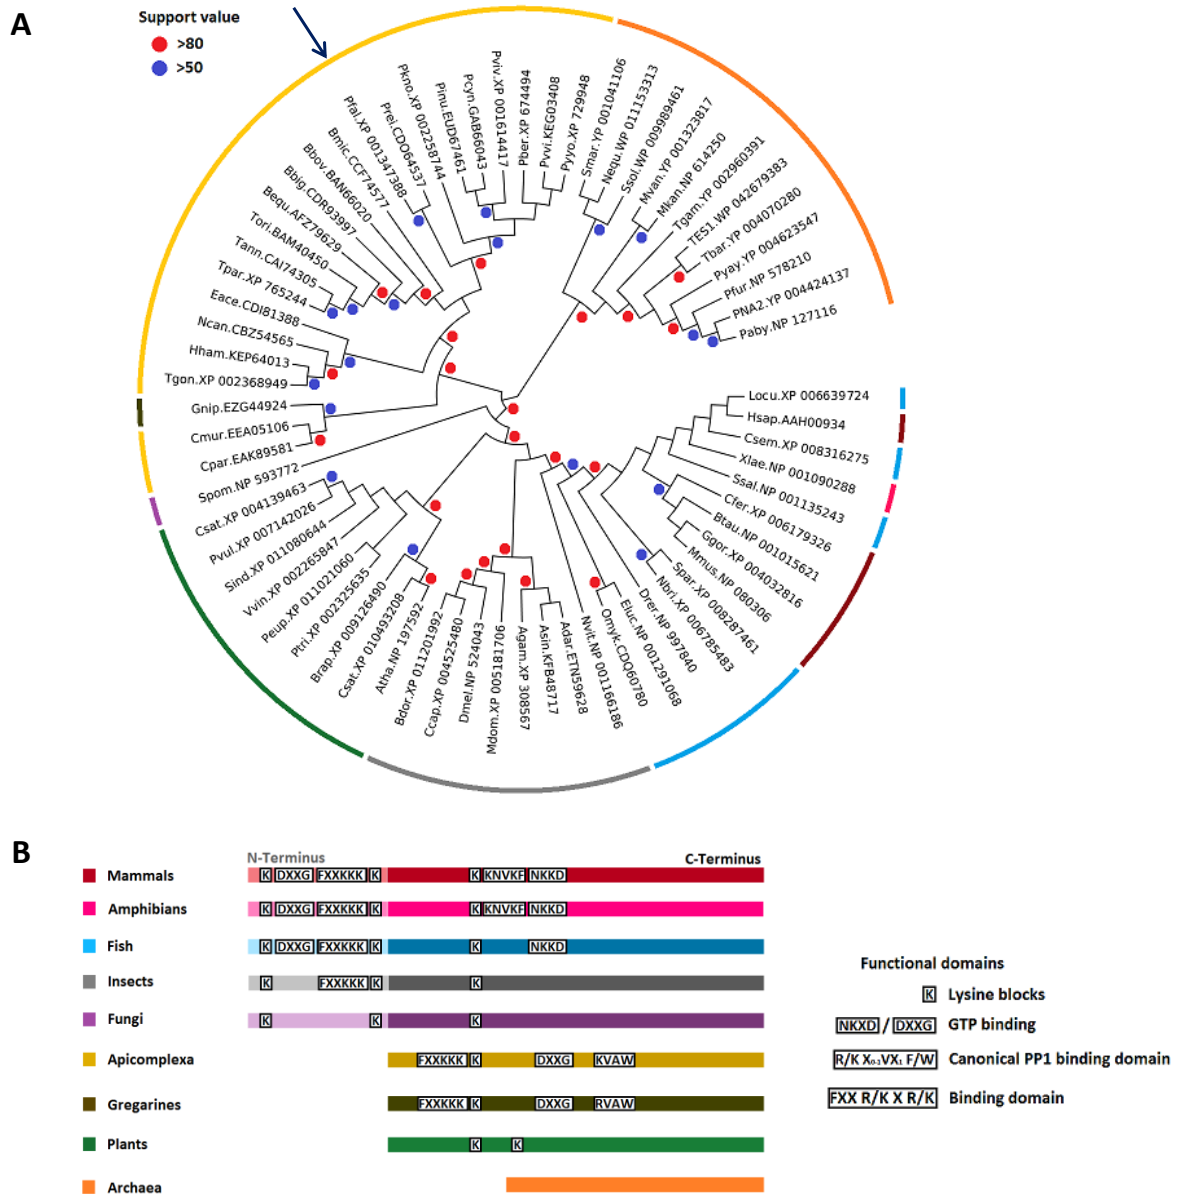 A
Support value
>80
>50
Smar.YP 001041106
Nequ.WP 011153313
Ssol.WP 009989461
Mvan.YP 001323817
Mkan.NP 614250
Tgam.YP 002960391
TES1.WP 042679383
Tbar.YP 004070280
Pyay.YP 004623547
Pfur.NP 578210
PNA2.YP 004424137
Paby.NP 127116
Locu.XP 006639724
Hsap.AAH00934
Csem.XP 008316275
Xlae.NP 001090288
Ssal.NP 001135243
Cfer.XP 006179326
Btau.NP 001015621
Ggor.XP 004032816
Mmus.NP 080306
Spar.XP 008287461
Nbri.XP 006785483
Drer.NP 997840
Eluc.NP 001291068
Omyk.CDQ60780
Nvit.NP 001166186
Adar.ETN59628
Asin.KFB48717
Agam.XP 308567
Mdom.XP 005181706
Dmel.NP 524043
Ccap.XP 004525480
Bdor.XP 011201992
Atha.NP 197592
Csat.XP 010493208
Brap.XP 009126490
Ptri.XP 002325635
Peup.XP 011021060
Vvin.XP 002265847
Sind.XP 011080644
Pvul.XP 007142026
Csat.XP 004139463
Spom.NP 593772
Cpar.EAK89581
Cmur.EEA05106
Gnip.EZG44924
Tgon.XP 002368949
Hham.KEP64013
Ncan.CBZ54565
Eace.CDI81388
Tpar.XP 765244
Tann.CAI74305
Tori.BAM40450
Bequ.AFZ79629
Bbig.CDR93997
Bbov.BAN66020
Bmic.CCF74577
Pfal.XP 001347388
Prei.CDO64537
Pkno.XP 002258744
Pinu.EUD67461
Pcyn.GAB66043
Pviv.XP 001614417
Pber.XP 674494
Pvvi.KEG03408
Pyyo.XP 729948
B
N-Terminus C-Terminus
Mammals K DXXG FXXKKK K K KNVKF NKKD
Amphibians K DXXG FXXKKK K K KNVKF NKKD
Fish K DXXG FXXKKK K K NKKD
Insects K FXXKKK K K
Fungi K K K
Apicomplexa FXXKKK K DXXG KVAW
Gregarines FXXKKK K DXXG RVAW
Plants K K
Archaea
Functional domains
K Lysine blocks
NKXD / DXXG GTP binding
R/K X₀₋₁VX₁ F/W Canonical PP1 binding domain
FXX R/K X R/K Binding domain